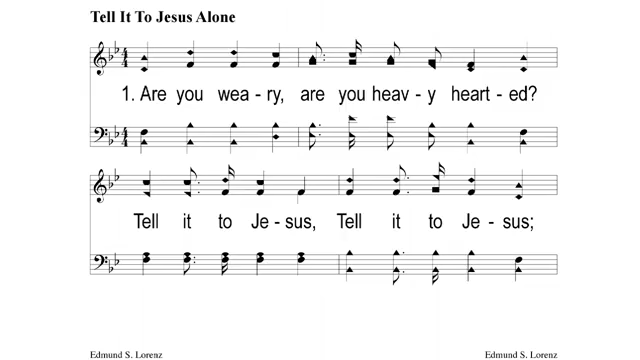 Tell It To Jesus Alone
1. Are you wea - ry, are you heav - y heart - ed?
Tell it to Je - sus, Tell it to Je - sus;
Edmund S. Lorenz Edmund S. Lorenz